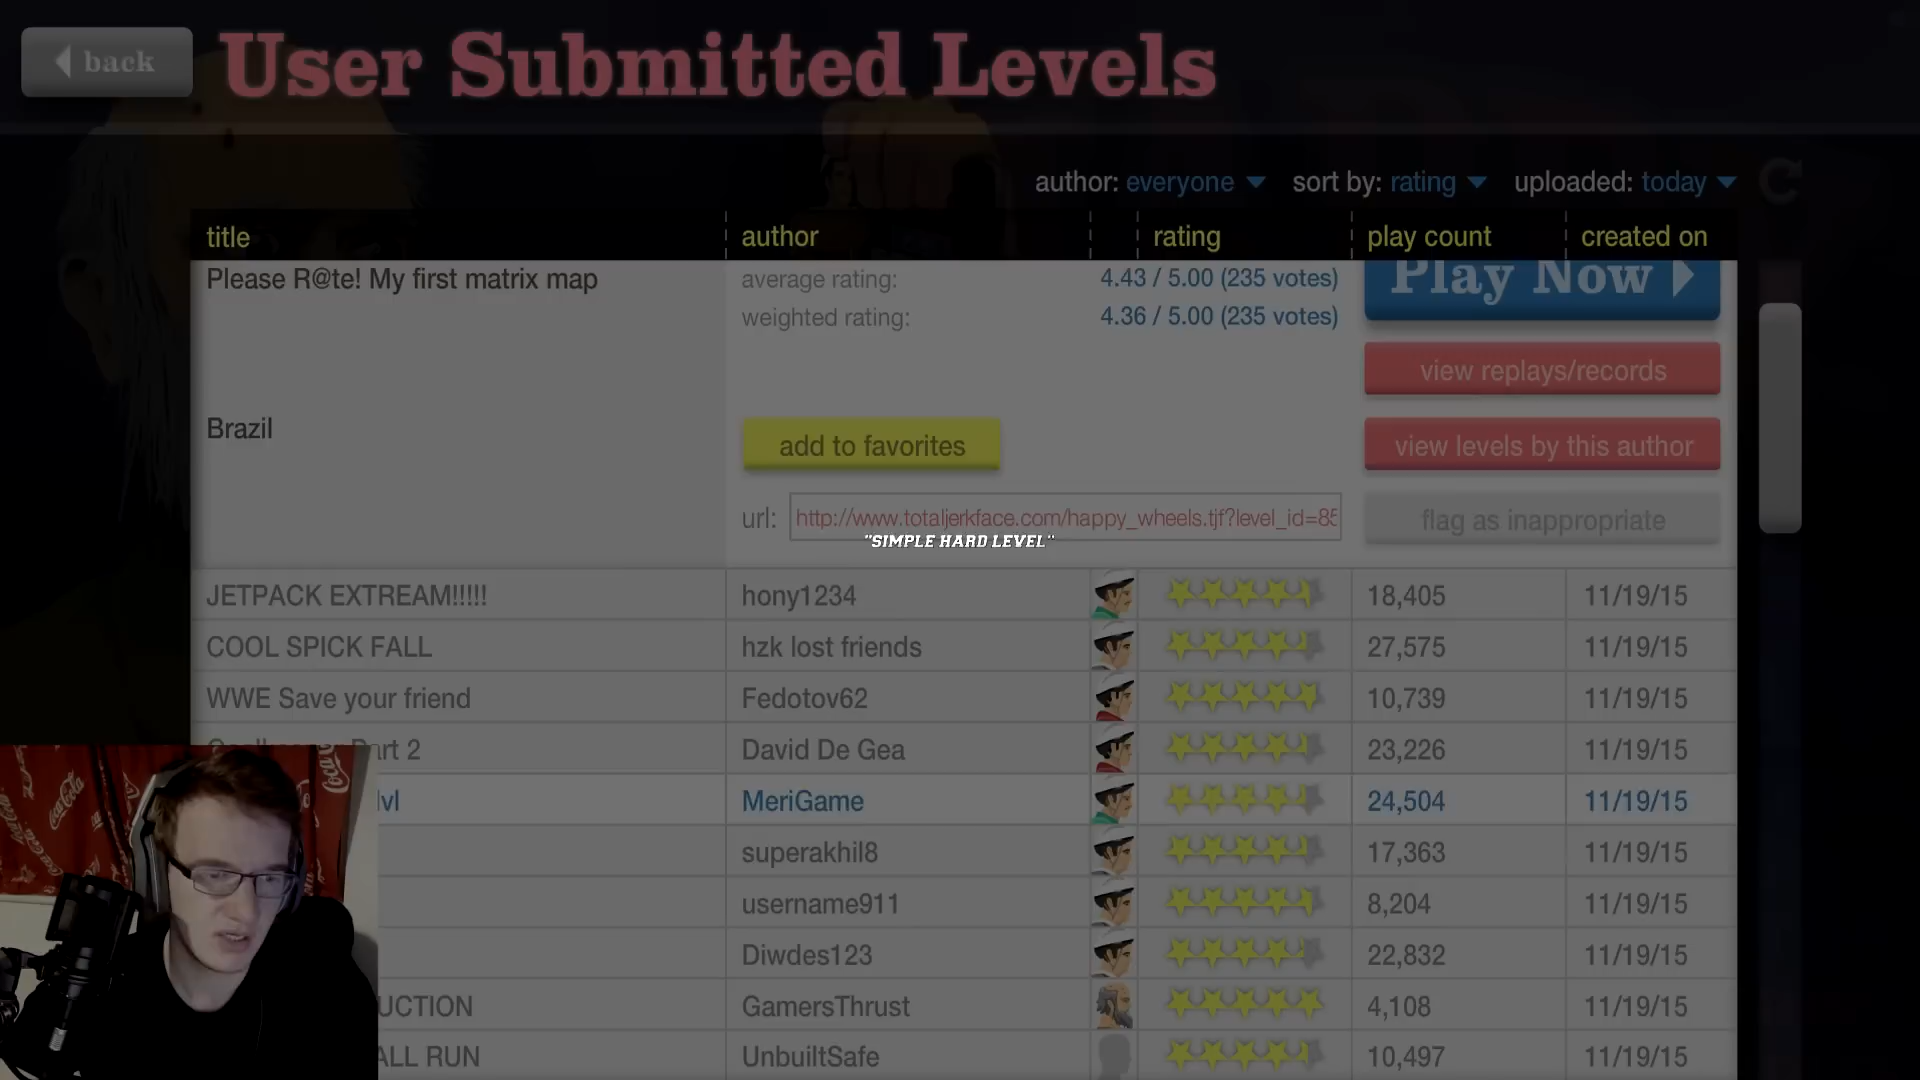 back
User Submitted Levels
author: everyone sort by: rating uploaded: today
title author rating play count created on
Please R@te! My first matrix map average rating: 4.43 / 5.00 (235 votes) Play Now
weighted rating: 4.36 / 5.00 (235 votes)
view replays/records
Brazil add to favorites view levels by this author
url: http://www.totaljerkface.com/happy_wheels.tjf?level_id=85 flag as inappropriate
"SIMPLE HARD LEVEL"
JETPACK EXTREAM!!!!! hony1234 18,405 11/19/15
COOL SPICK FALL hzk lost friends 27,575 11/19/15
WWE Save your friend Fedotov62 10,739 11/19/15
2 David De Gea 23,226 11/19/15
lvl MeriGame 24,504 11/19/15
superakhil8 17,363 11/19/15
username911 8,204 11/19/15
Diwdes123 22,832 11/19/15
UCTION GamersThrust 4,108 11/19/15
ALL RUN UnbuiltSafe 10,497 11/19/15
Coca-Cola
Coca-Cola